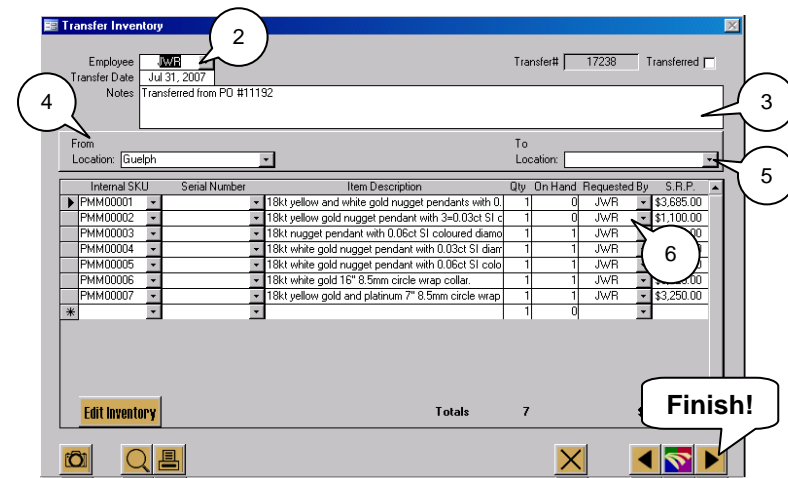 Transfer Inventory
2
Employee JWR Transfer# 17238 Transferred
Transfer Date Jul 31, 2007
Notes Transferred from PO #11192
3
4
From To
Location: Guelph Location:
5
Internal SKU Serial Number Item Description Qty On Hand Requested By S.R.P.
PMM00001 18kt yellow and white gold nugget pendants with 0. 1 0 JWR $3,685.00
PMM00002 18kt yellow gold nugget pendant with 3=0.03ct SI c 1 0 JWR $1,100.00
PMM00003 18kt nugget pendant with 0.06ct SI coloured diamo 1 1 JWR
PMM00004 18kt white gold nugget pendant with 0.03ct SI diam 1 1 JWR
6
PMM00005 18kt white gold nugget pendant with 0.06ct SI colo 1 1 JWR
PMM00006 18kt white gold 16" 8.5mm circle wrap collar. 1 1 JWR
PMM00007 18kt yellow gold and platinum 7" 8.5mm circle wrap 1 1 JWR $3,250.00
1 0
Edit Inventory Totals 7
Finish!